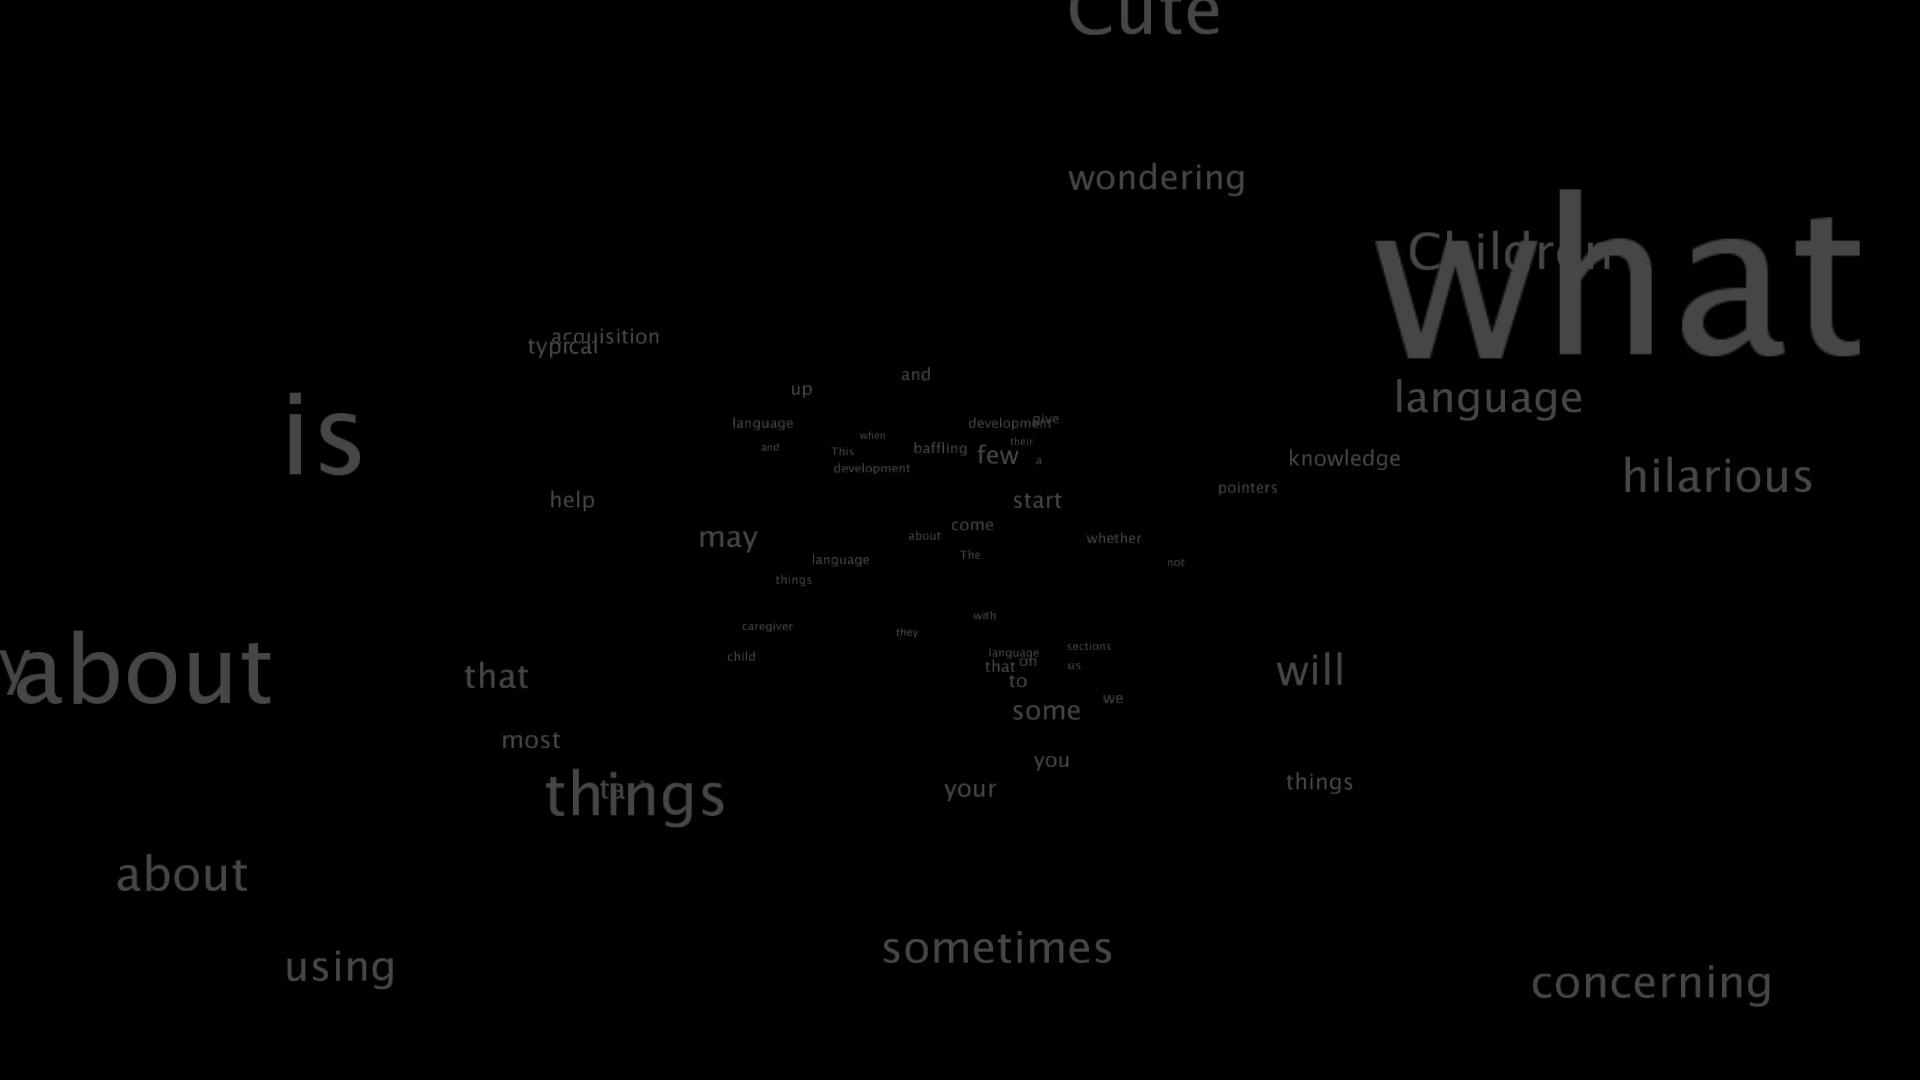 Cute
wondering
what
Children
acquisition
typical
and
up
language
is
language
development
give
when
their
and
This
baffling
few
a
knowledge
development
hilarious
pointers
help
start
come
may
about
whether
The
language
not
things
with
caregiver
they
sections
language
child
on
that
us
will
y
about
that
to
we
some
most
you
things
things
your
about
sometimes
using
concerning